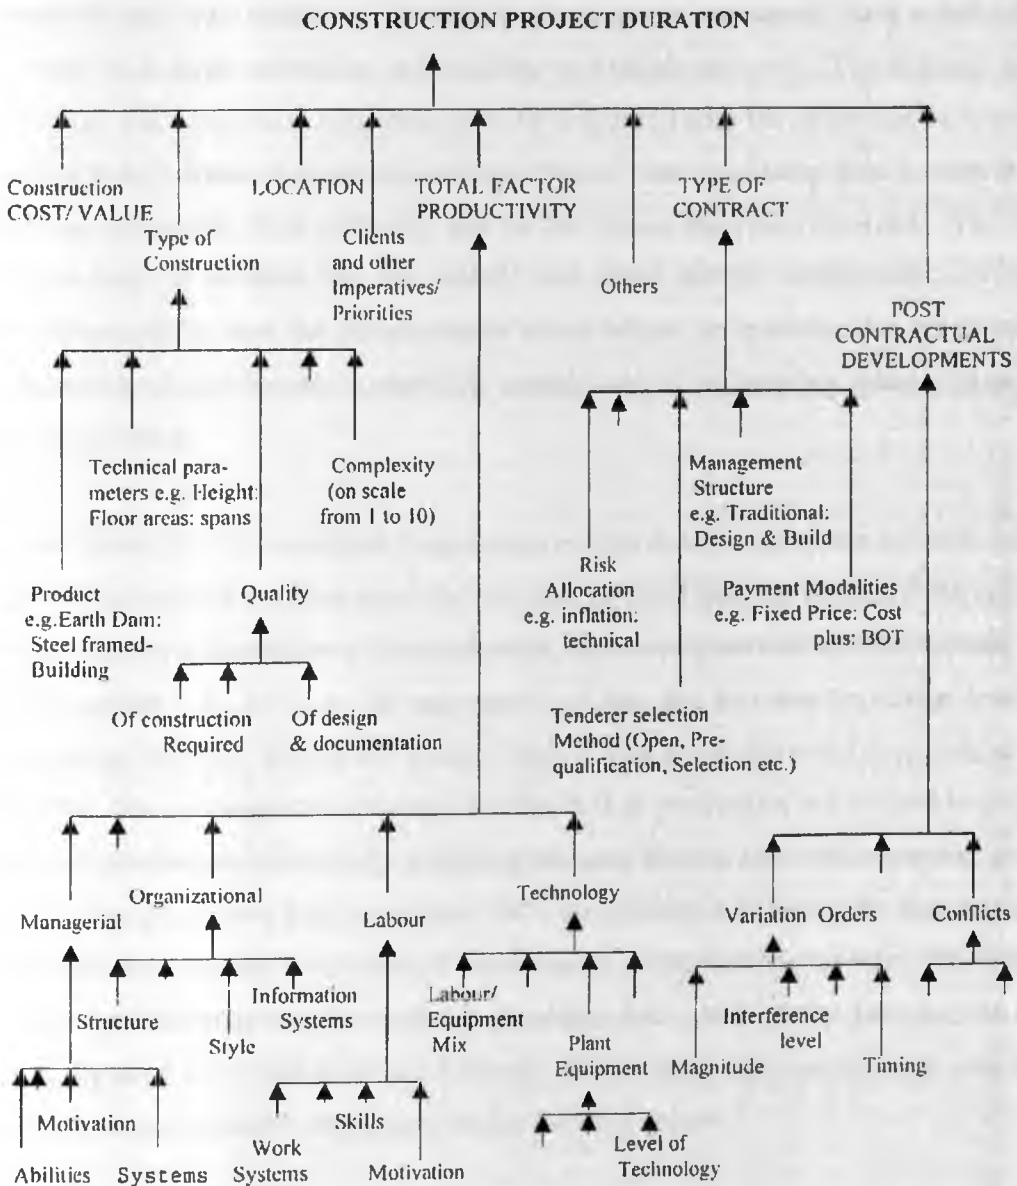 CONSTRUCTION PROJECT DURATION
Construction
COST/ VALUE
Type of
Construction
LOCATION
Clients
and other
Imperatives/
Priorities
TOTAL FACTOR
PRODUCTIVITY
Others
TYPE OF
CONTRACT
POST
CONTRACTUAL
DEVELOPMENTS
Technical para-
meters e.g. Height:
Floor areas: spans
Complexity
(on scale
from 1 to 10)
Product
e.g.Earth Dam:
Steel framed-
Building
Quality
Of construction
Required
Of design
& documentation
Management
Structure
e.g. Traditional:
Design & Build
Risk
Allocation
e.g. inflation:
technical
Payment Modalities
e.g. Fixed Price: Cost
plus: BOT
Tenderer selection
Method (Open, Pre-
qualification, Selection etc.)
Managerial
Organizational
Labour
Technology
Variation Orders
Conflicts
Structure
Style
Information
Systems
Labour/
Equipment
Mix
Plant
Equipment
Interference
level
Magnitude
Timing
Motivation
Abilities
Systems
Skills
Work
Systems
Motivation
Level of
Technology